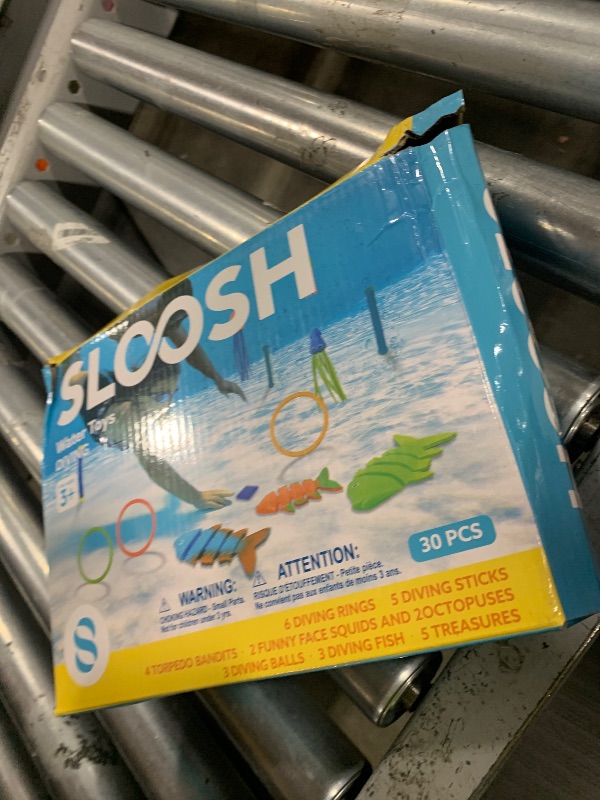 SLOOSH
Water Toys
Diving
3+
30 PCS
WARNING:
CHOKING HAZARD - Small Parts.
Not for children under 3 yrs.
ATTENTION:
RISQUE D'ETOUFFEMENT - Petite pièce.
Ne convient pas aux enfants de moins 3 ans.
6 DIVING RINGS 5 DIVING STICKS
4 TORPEDO BANDITS · 2 FUNNY FACE SQUIDS AND 2OCTOPUSES
3 DIVING BALLS · 3 DIVING FISH · 5 TREASURES